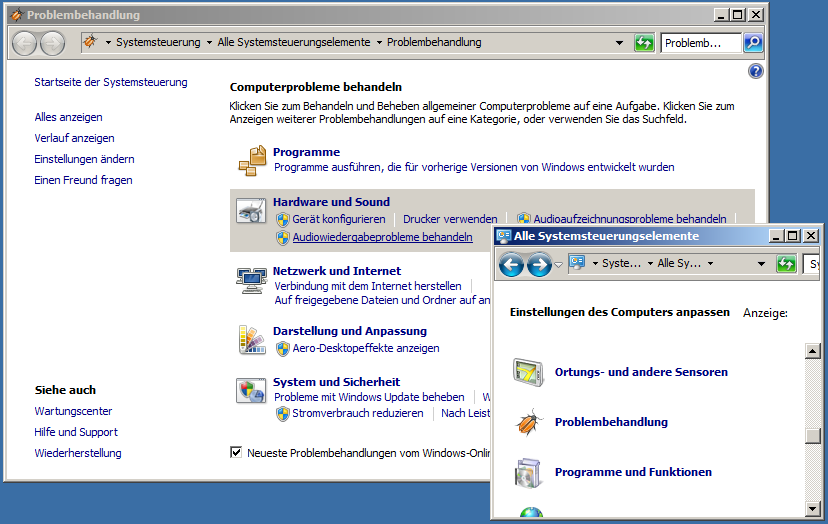 Problembehandlung
Systemsteuerung Alle Systemsteuerungselemente Problembehandlung
Problemb...
Startseite der Systemsteuerung
Alles anzeigen
Verlauf anzeigen
Einstellungen ändern
Einen Freund fragen
Siehe auch
Wartungscenter
Hilfe und Support
Wiederherstellung
Computerprobleme behandeln
Klicken Sie zum Behandeln und Beheben allgemeiner Computerprobleme auf eine Aufgabe. Klicken Sie zum
Anzeigen weiterer Problembehandlungen auf eine Kategorie, oder verwenden Sie das Suchfeld.
Programme
Programme ausführen, die für vorherige Versionen von Windows entwickelt wurden
Hardware und Sound
Gerät konfigurieren Drucker verwenden Audioaufzeichnungsprobleme behandeln
Audiowiedergabeprobleme behandeln
Netzwerk und Internet
Verbindung mit dem Internet herstellen
Auf freigegebene Dateien und Ordner auf an
Darstellung und Anpassung
Aero-Desktopeffekte anzeigen
System und Sicherheit
Probleme mit Windows Update beheben W
Stromverbrauch reduzieren Nach Leist
Neueste Problembehandlungen vom Windows-Onli
Alle Systemsteuerungselemente
Syste... Alle Sy...
Sy
Einstellungen des Computers anpassen Anzeige:
Ortungs- und andere Sensoren
Problembehandlung
Programme und Funktionen